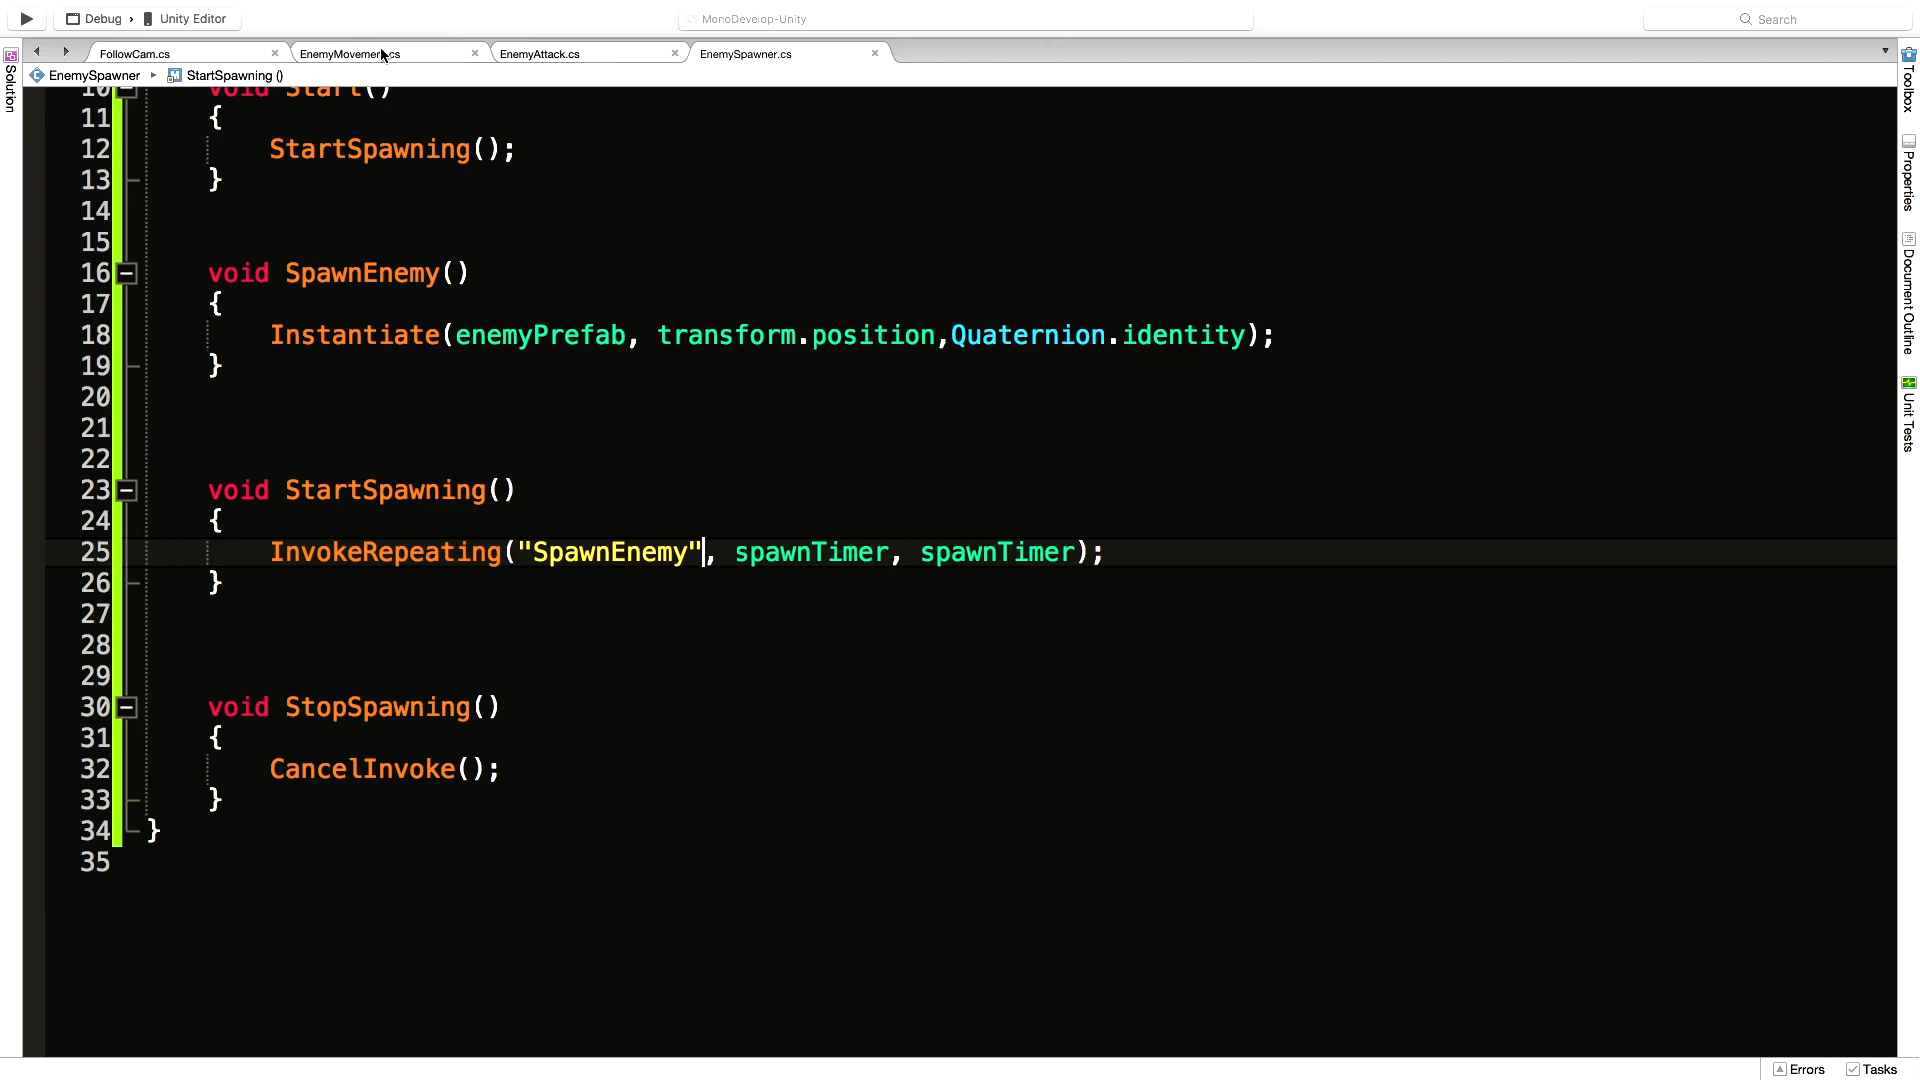 Debug › Unity Editor
MonoDevelop-Unity
Search
FollowCam.cs
EnemyAttack.cs
EnemySpawner.cs
EnemySpawner
StartSpawning ()
Solution
Toolbox
Properties
Document Outline
Unit Tests
10 void Start()
11 {
12 StartSpawning();
13 }
14
15
16 void SpawnEnemy()
17 {
18 Instantiate(enemyPrefab, transform.position,Quaternion.identity);
19 }
20
21
22
23 void StartSpawning()
24 {
25 InvokeRepeating("SpawnEnemy", spawnTimer, spawnTimer);
26 }
27
28
29
30 void StopSpawning()
31 {
32 CancelInvoke();
33 }
34 }
35
Errors
Tasks